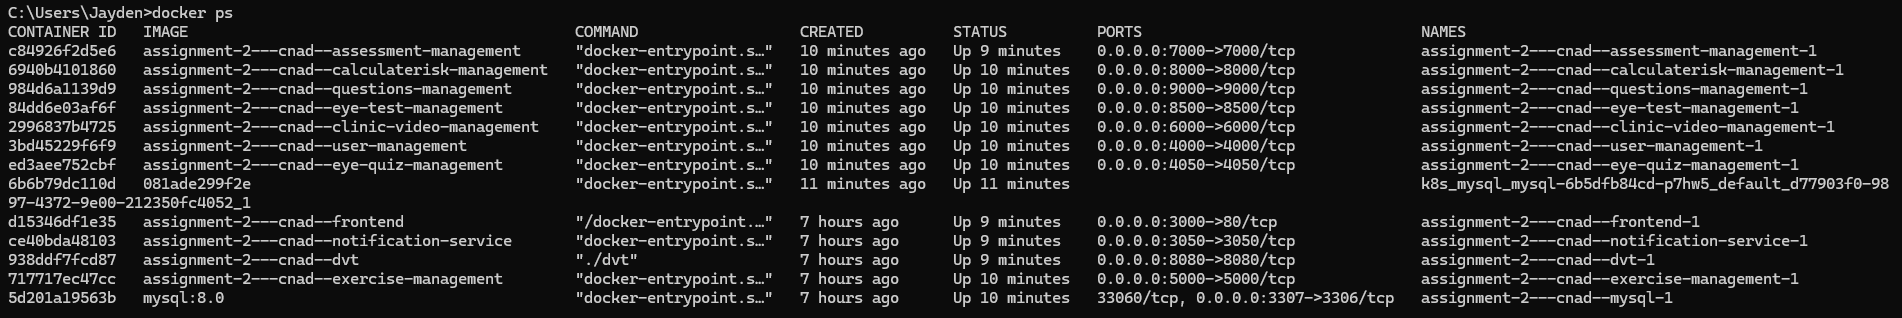 C:\Users\Jayden>docker ps
CONTAINER ID   IMAGE                                           COMMAND                  CREATED          STATUS          PORTS                               NAMES
c84926f2d5e6   assignment-2---cnad--assessment-management      "docker-entrypoint.s…"   10 minutes ago   Up 9 minutes    0.0.0.0:7000->7000/tcp              assignment-2---cnad--assessment-management-1
6940b4101860   assignment-2---cnad--calculaterisk-management   "docker-entrypoint.s…"   10 minutes ago   Up 10 minutes   0.0.0.0:8000->8000/tcp              assignment-2---cnad--calculaterisk-management-1
984d6a1139d9   assignment-2---cnad--questions-management       "docker-entrypoint.s…"   10 minutes ago   Up 10 minutes   0.0.0.0:9000->9000/tcp              assignment-2---cnad--questions-management-1
84dd6e03af6f   assignment-2---cnad--eye-test-management        "docker-entrypoint.s…"   10 minutes ago   Up 10 minutes   0.0.0.0:8500->8500/tcp              assignment-2---cnad--eye-test-management-1
2996837b4725   assignment-2---cnad--clinic-video-management    "docker-entrypoint.s…"   10 minutes ago   Up 10 minutes   0.0.0.0:6000->6000/tcp              assignment-2---cnad--clinic-video-management-1
3bd45229f6f9   assignment-2---cnad--user-management            "docker-entrypoint.s…"   10 minutes ago   Up 10 minutes   0.0.0.0:4000->4000/tcp              assignment-2---cnad--user-management-1
ed3aee752cbf   assignment-2---cnad--eye-quiz-management        "docker-entrypoint.s…"   10 minutes ago   Up 10 minutes   0.0.0.0:4050->4050/tcp              assignment-2---cnad--eye-quiz-management-1
6b6b79dc110d   081ade299f2e                                    "docker-entrypoint.s…"   11 minutes ago   Up 11 minutes                                       k8s_mysql_mysql-6b5dfb84cd-p7hw5_default_d77903f0-98
97-4372-9e00-212350fc4052_1
d15346df1e35   assignment-2---cnad--frontend                   "/docker-entrypoint.…"   7 hours ago      Up 9 minutes    0.0.0.0:3000->80/tcp                assignment-2---cnad--frontend-1
ce40bda48103   assignment-2---cnad--notification-service       "docker-entrypoint.s…"   7 hours ago      Up 9 minutes    0.0.0.0:3050->3050/tcp              assignment-2---cnad--notification-service-1
938ddf7fcd87   assignment-2---cnad--dvt                        "./dvt"                  7 hours ago      Up 9 minutes    0.0.0.0:8080->8080/tcp              assignment-2---cnad--dvt-1
717717ec47cc   assignment-2---cnad--exercise-management        "docker-entrypoint.s…"   7 hours ago      Up 10 minutes   0.0.0.0:5000->5000/tcp              assignment-2---cnad--exercise-management-1
5d201a19563b   mysql:8.0                                       "docker-entrypoint.s…"   7 hours ago      Up 10 minutes   33060/tcp, 0.0.0.0:3307->3306/tcp   assignment-2---cnad--mysql-1